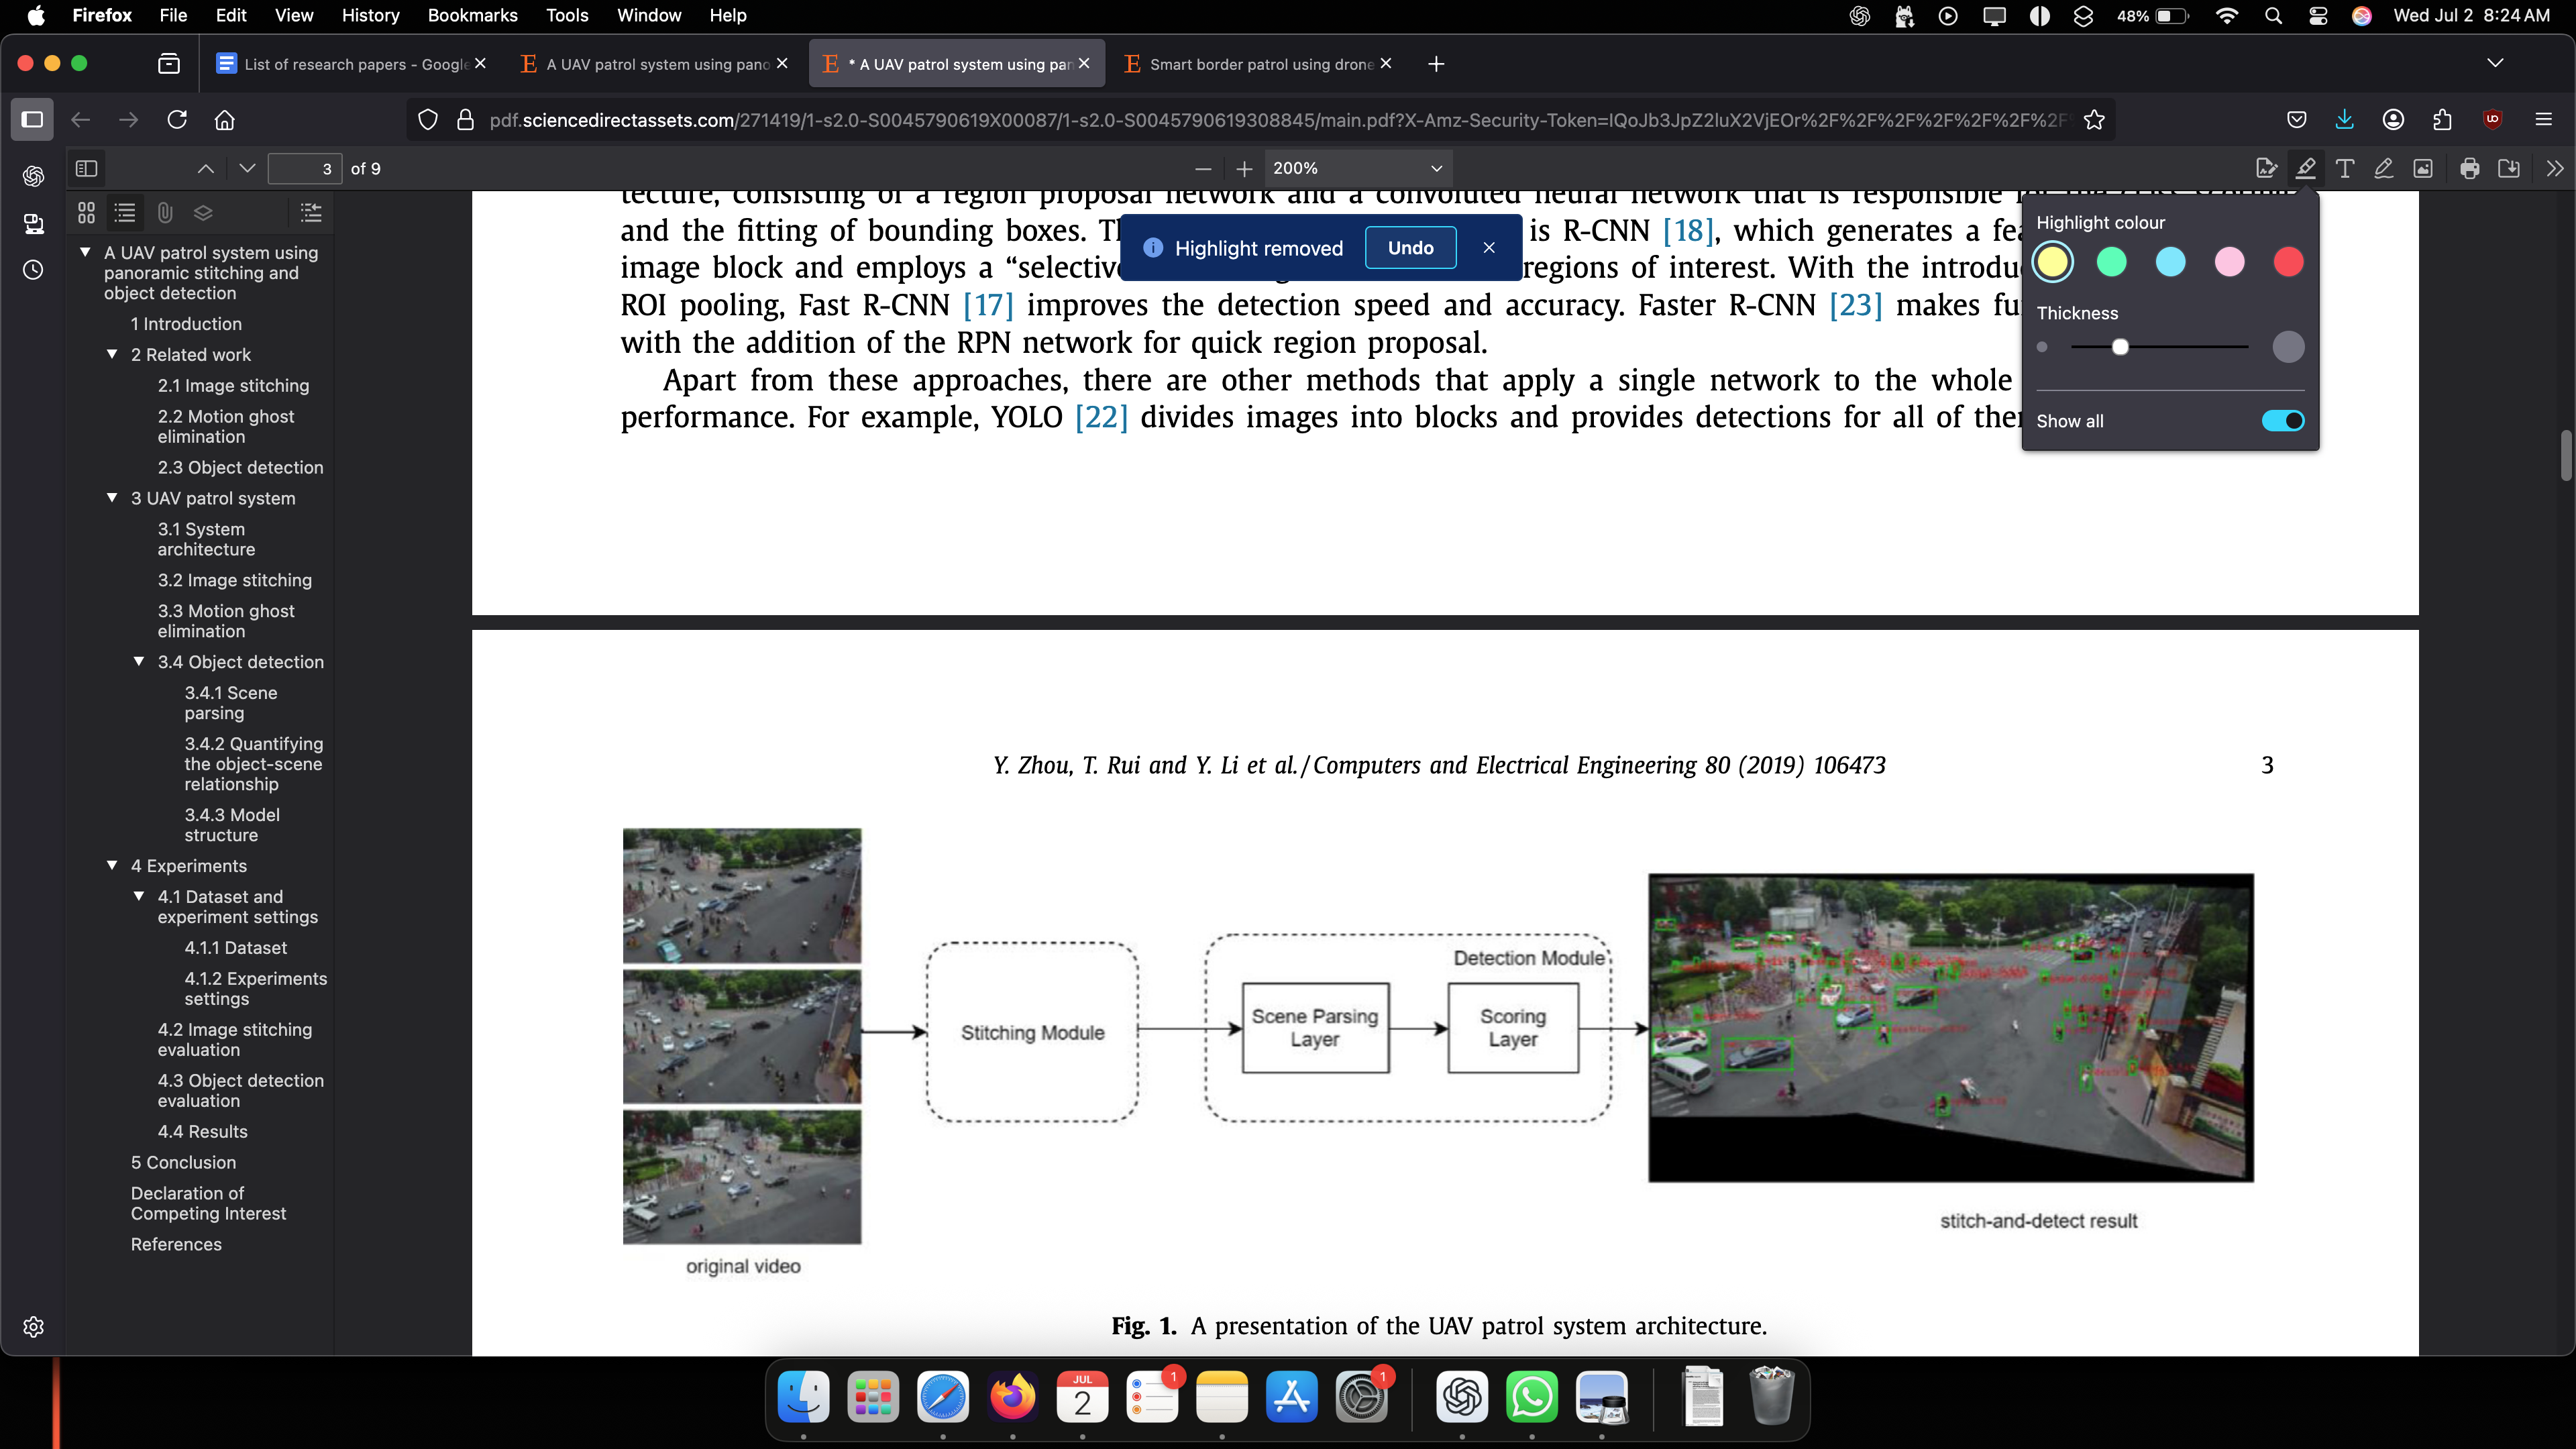 Firefox File Edit View History Bookmarks Tools Window Help 48% Wed Jul 2 8:24 AM
List of research papers - Google
A UAV patrol system using pano
* A UAV patrol system using pan
Smart border patrol using drone
pdf.sciencedirectassets.com/271419/1-s2.0-S0045790619X00087/1-s2.0-S0045790619308845/main.pdf?X-Amz-Security-Token=IQoJb3JpZ2luX2VjEOr%2F%2F%2F%2F%2F%2F%2F%2F
3 of 9 200%
A UAV patrol system using
panoramic stitching and
object detection
1 Introduction
2 Related work
2.1 Image stitching
2.2 Motion ghost
elimination
2.3 Object detection
3 UAV patrol system
3.1 System
architecture
3.2 Image stitching
3.3 Motion ghost
elimination
3.4 Object detection
3.4.1 Scene
parsing
3.4.2 Quantifying
the object-scene
relationship
3.4.3 Model
structure
4 Experiments
4.1 Dataset and
experiment settings
4.1.1 Dataset
4.1.2 Experiments
settings
4.2 Image stitching
evaluation
4.3 Object detection
evaluation
4.4 Results
5 Conclusion
Declaration of
Competing Interest
References
tecture, consisting of a region proposal network and a convoluted neural network that is responsible
and the fitting of bounding boxes. is R-CNN [18], which generates a
image block and employs a “ regions of interest. With the
ROI pooling, Fast R-CNN [17] improves the detection speed and accuracy. Faster R-CNN [23] makes
with the addition of the RPN network for quick region proposal.
Apart from these approaches, there are other methods that apply a single network to the whole
performance. For example, YOLO [22] divides images into blocks and provides detections for all of
Highlight removed Undo
Highlight colour
Thickness
Show all
Y. Zhou, T. Rui and Y. Li et al. / Computers and Electrical Engineering 80 (2019) 106473 3
Stitching Module
Detection Module
Scene Parsing
Layer
Scoring
Layer
original video
stitch-and-detect result
Fig. 1. A presentation of the UAV patrol system architecture.
JUL
2
1
1